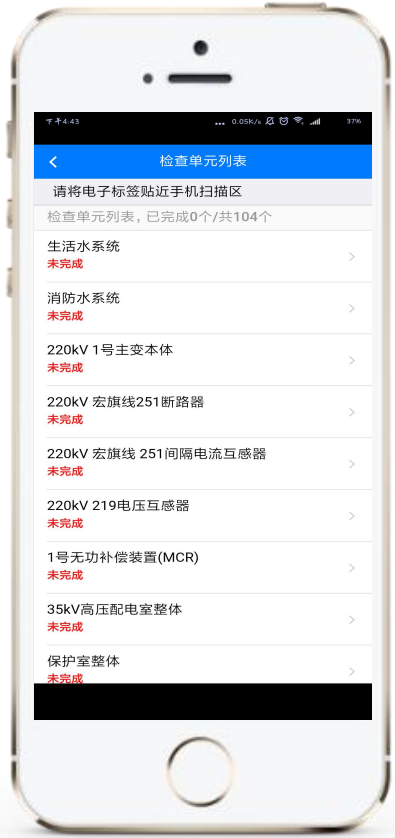 下午4:43 ... 0.05K/s 37%
检查单元列表
请将电子标签贴近手机扫描区
检查单元列表，已完成0个/共104个
生活水系统
未完成
消防水系统
未完成
220kV 1号主变本体
未完成
220kV 宏旗线251断路器
未完成
220kV 宏旗线 251间隔电流互感器
未完成
220kV 219电压互感器
未完成
1号无功补偿装置(MCR)
未完成
35kV高压配电室整体
未完成
保护室整体
未完成